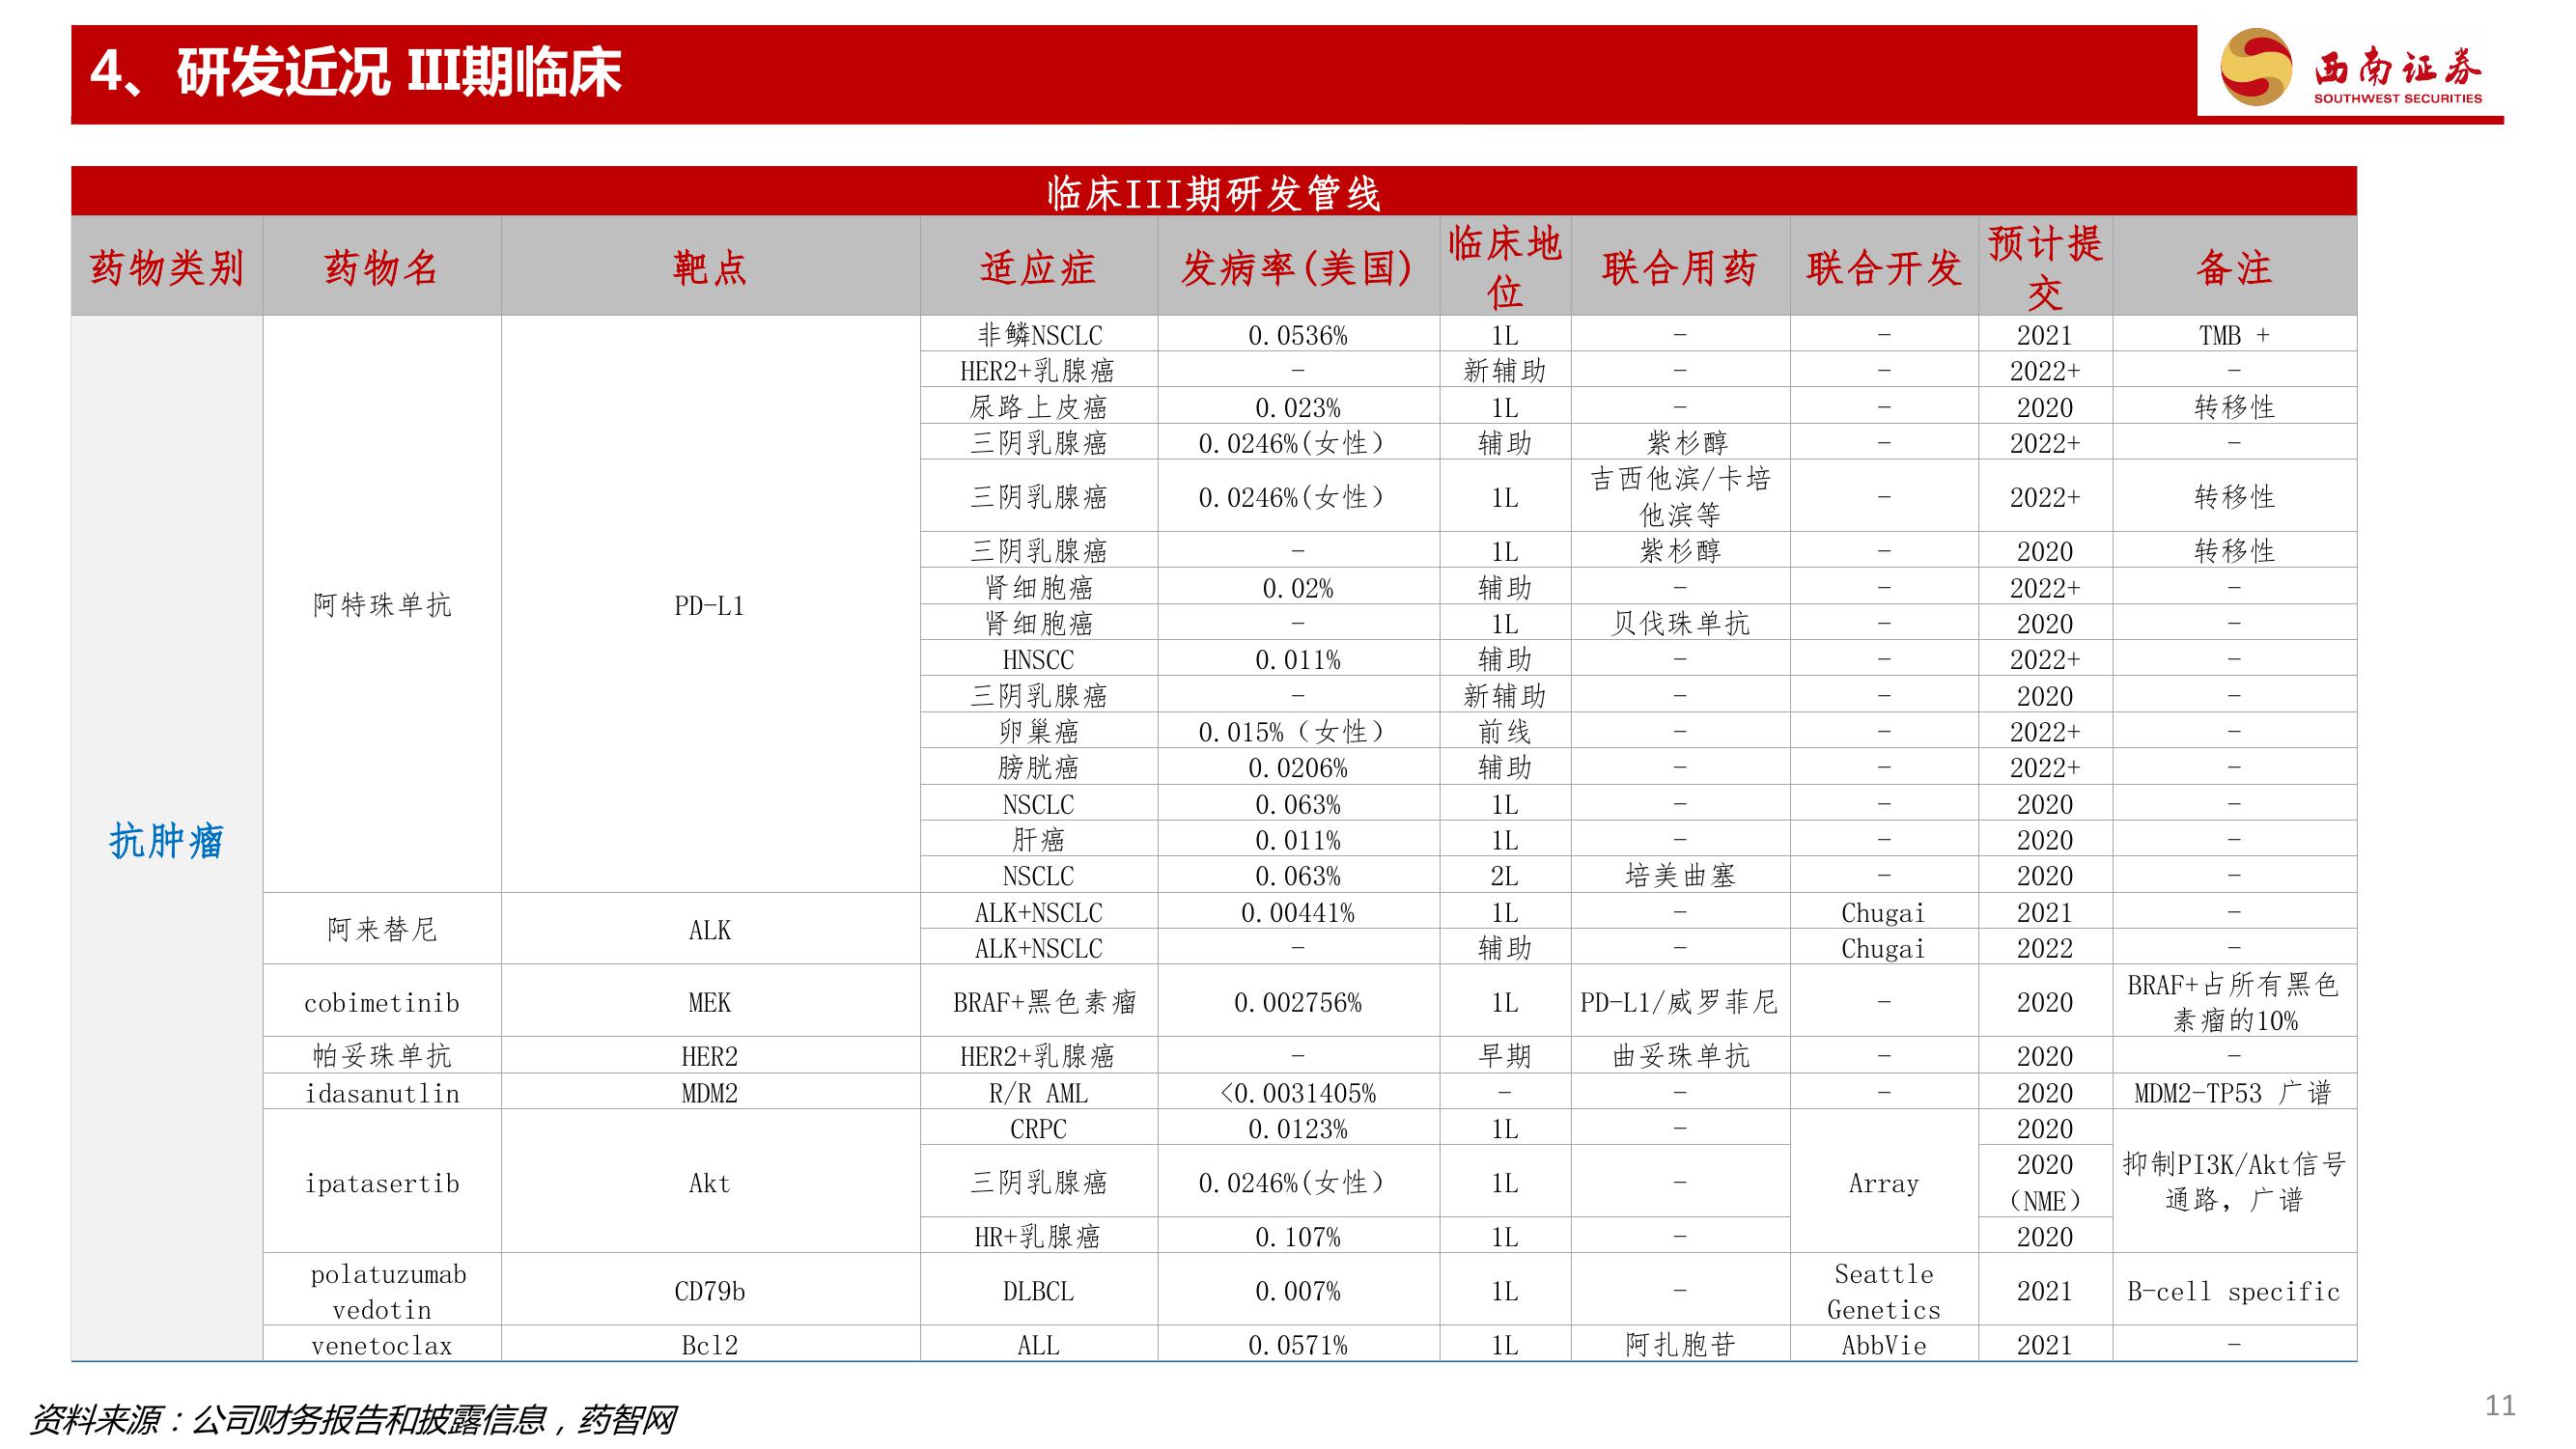 4、研发近况 III期临床
西南证券
SOUTHWEST SECURITIES
临床III期研发管线
药物类别 药物名 靶点 适应症 发病率(美国) 临床地位 联合用药 联合开发 预计提交 备注
抗肿瘤
阿特珠单抗 PD-L1
非鳞NSCLC 0.0536% 1L - - 2021 TMB +
HER2+乳腺癌 - 新辅助 - - 2022+ -
尿路上皮癌 0.023% 1L - - 2020 转移性
三阴乳腺癌 0.0246%(女性) 辅助 紫杉醇 - 2022+ -
三阴乳腺癌 0.0246%(女性) 1L 吉西他滨/卡培他滨等 - 2022+ 转移性
三阴乳腺癌 - 1L 紫杉醇 - 2020 转移性
肾细胞癌 0.02% 辅助 - - 2022+ -
肾细胞癌 - 1L 贝伐珠单抗 - 2020 -
HNSCC 0.011% 辅助 - - 2022+ -
三阴乳腺癌 - 新辅助 - - 2020 -
卵巢癌 0.015%（女性） 前线 - - 2022+ -
膀胱癌 0.0206% 辅助 - - 2022+ -
NSCLC 0.063% 1L - - 2020 -
肝癌 0.011% 1L - - 2020 -
NSCLC 0.063% 2L 培美曲塞 - 2020 -
阿来替尼 ALK
ALK+NSCLC 0.00441% 1L - Chugai 2021 -
ALK+NSCLC - 辅助 - Chugai 2022 -
cobimetinib MEK BRAF+黑色素瘤 0.002756% 1L PD-L1/威罗菲尼 - 2020 BRAF+占所有黑色素瘤的10%
帕妥珠单抗 HER2 HER2+乳腺癌 - 早期 曲妥珠单抗 - 2020 -
idasanutlin MDM2 R/R AML <0.0031405% - - - 2020 MDM2-TP53 广谱
ipatasertib Akt
CRPC 0.0123% 1L - 2020
三阴乳腺癌 0.0246%(女性) 1L - Array 2020（NME） 抑制PI3K/Akt信号通路，广谱
HR+乳腺癌 0.107% 1L - 2020
polatuzumab vedotin CD79b DLBCL 0.007% 1L - Seattle Genetics 2021 B-cell specific
venetoclax Bcl2 ALL 0.0571% 1L 阿扎胞苷 AbbVie 2021 -
资料来源：公司财务报告和披露信息，药智网
11